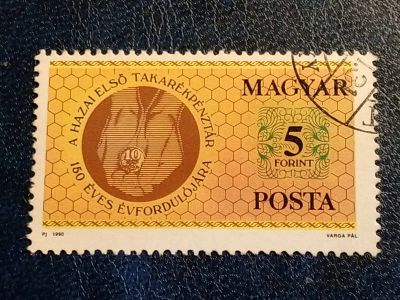 A HAZAI ELSŐ TAKARÉKPÉNZTÁR
150 ÉVES ÉVFORDULÓJÁRA
10
MAGYAR
5
FORINT
POSTA
PJ 1990
VARGA PÁL